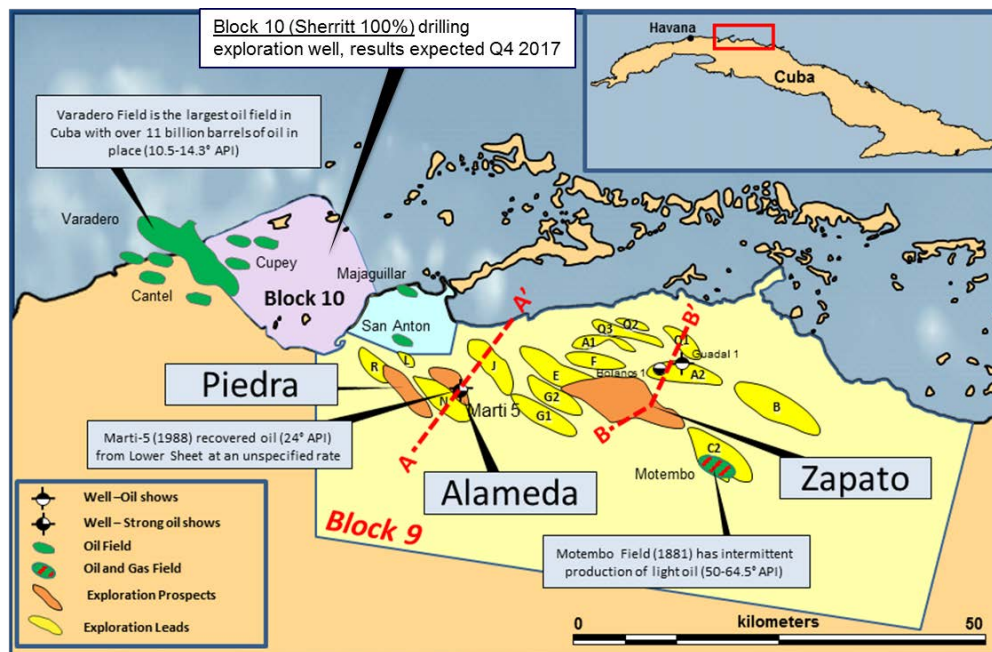 Block 10 (Sherritt 100%) drilling
exploration well, results expected Q4 2017
Havana
Cuba
Varadero Field is the largest oil field in
Cuba with over 11 billion barrels of oil in
place (10.5-14.3° API)
Varadero
Cupey
Cantel
Block 10
Majaguillar
San Anton
A'
B'
Q3
Q2
A1
Q1
Guadal 1
F
Bolanos 1
A2
R
I
J
E
G2
G1
N
B
C2
Piedra
Marti 5
Marti-5 (1988) recovered oil (24° API)
from Lower Sheet at an unspecified rate
A
B
Alameda
Motembo
Zapato
Block 9
Motembo Field (1881) has intermittent
production of light oil (50-64.5° API)
Well –Oil shows
Well – Strong oil shows
Oil Field
Oil and Gas Field
Exploration Prospects
Exploration Leads
0
kilometers
50